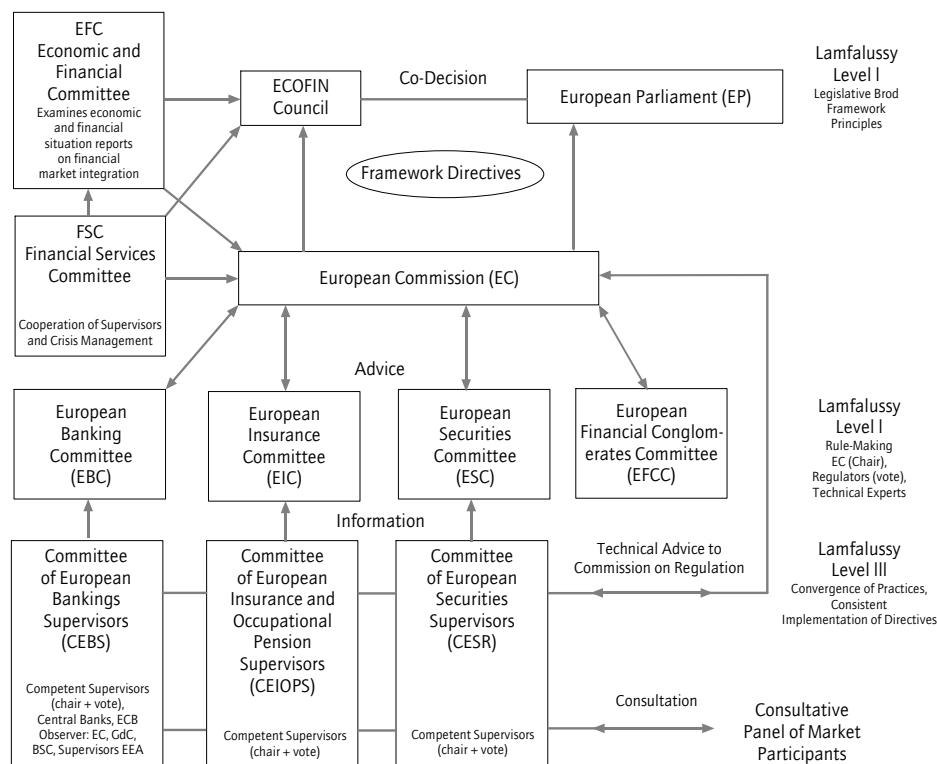 EFC
Economic and
Financial
Committee
Examines economic
and financial
situation reports
on financial
market integration
ECOFIN
Council
Co-Decision
European Parliament (EP)
Lamfalussy
Level I
Legislative Brod
Framework
Principles
Framework Directives
FSC
Financial Services
Committee
Cooperation of Supervisors
and Crisis Management
European Commission (EC)
Advice
European
Banking
Committee
(EBC)
European
Insurance
Committee
(EIC)
European
Securities
Committee
(ESC)
European
Financial Conglom-
erates Committee
(EFCC)
Lamfalussy
Level I
Rule-Making
EC (Chair),
Regulators (vote),
Technical Experts
Information
Committee
of European
Bankings
Supervisors
(CEBS)
Competent Supervisors
(chair + vote),
Central Banks, ECB
Observer: EC, GdC,
BSC, Supervisors EEA
Committee
of European
Insurance and
Occupational
Pension
Supervisors
(CEIOPS)
Competent Supervisors
(chair + vote)
Committee
of European
Securities
Supervisors
(CESR)
Competent Supervisors
(chair + vote)
Technical Advice to
Commission on Regulation
Lamfalussy
Level III
Convergence of Practices,
Consistent
Implementation of Directives
Consultation
Consultative
Panel of Market
Participants